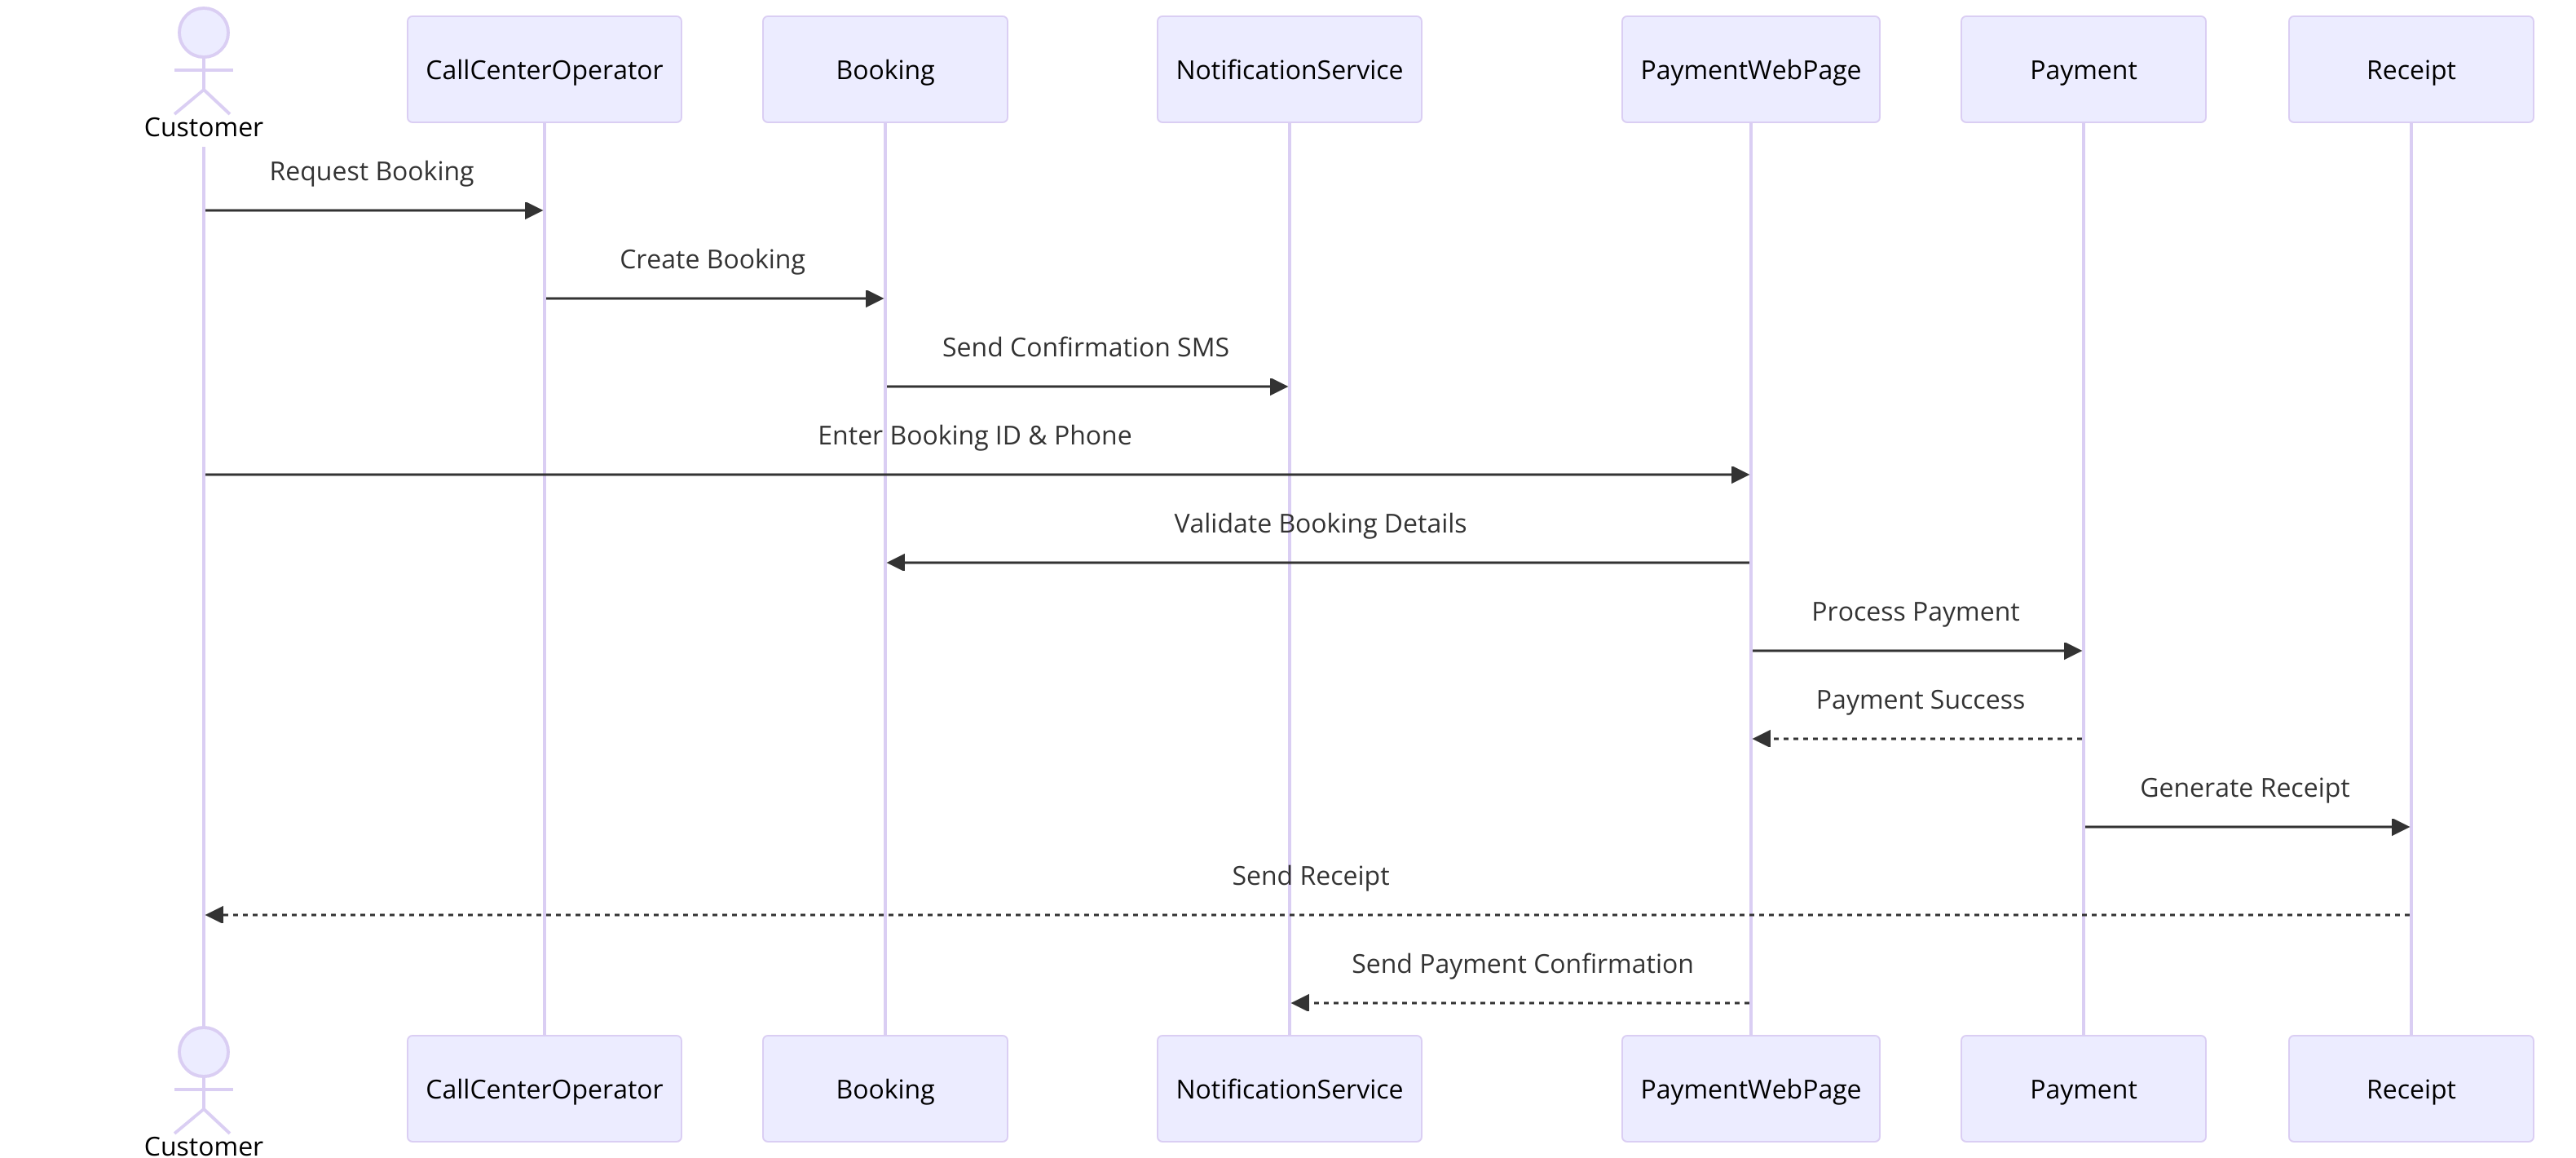 CallCenterOperator
Booking
NotificationService
PaymentWebPage
Payment
Receipt
Customer
Request Booking
Create Booking
Send Confirmation SMS
Enter Booking ID & Phone
Validate Booking Details
Process Payment
Payment Success
Generate Receipt
Send Receipt
Send Payment Confirmation
CallCenterOperator
Booking
NotificationService
PaymentWebPage
Payment
Receipt
Customer